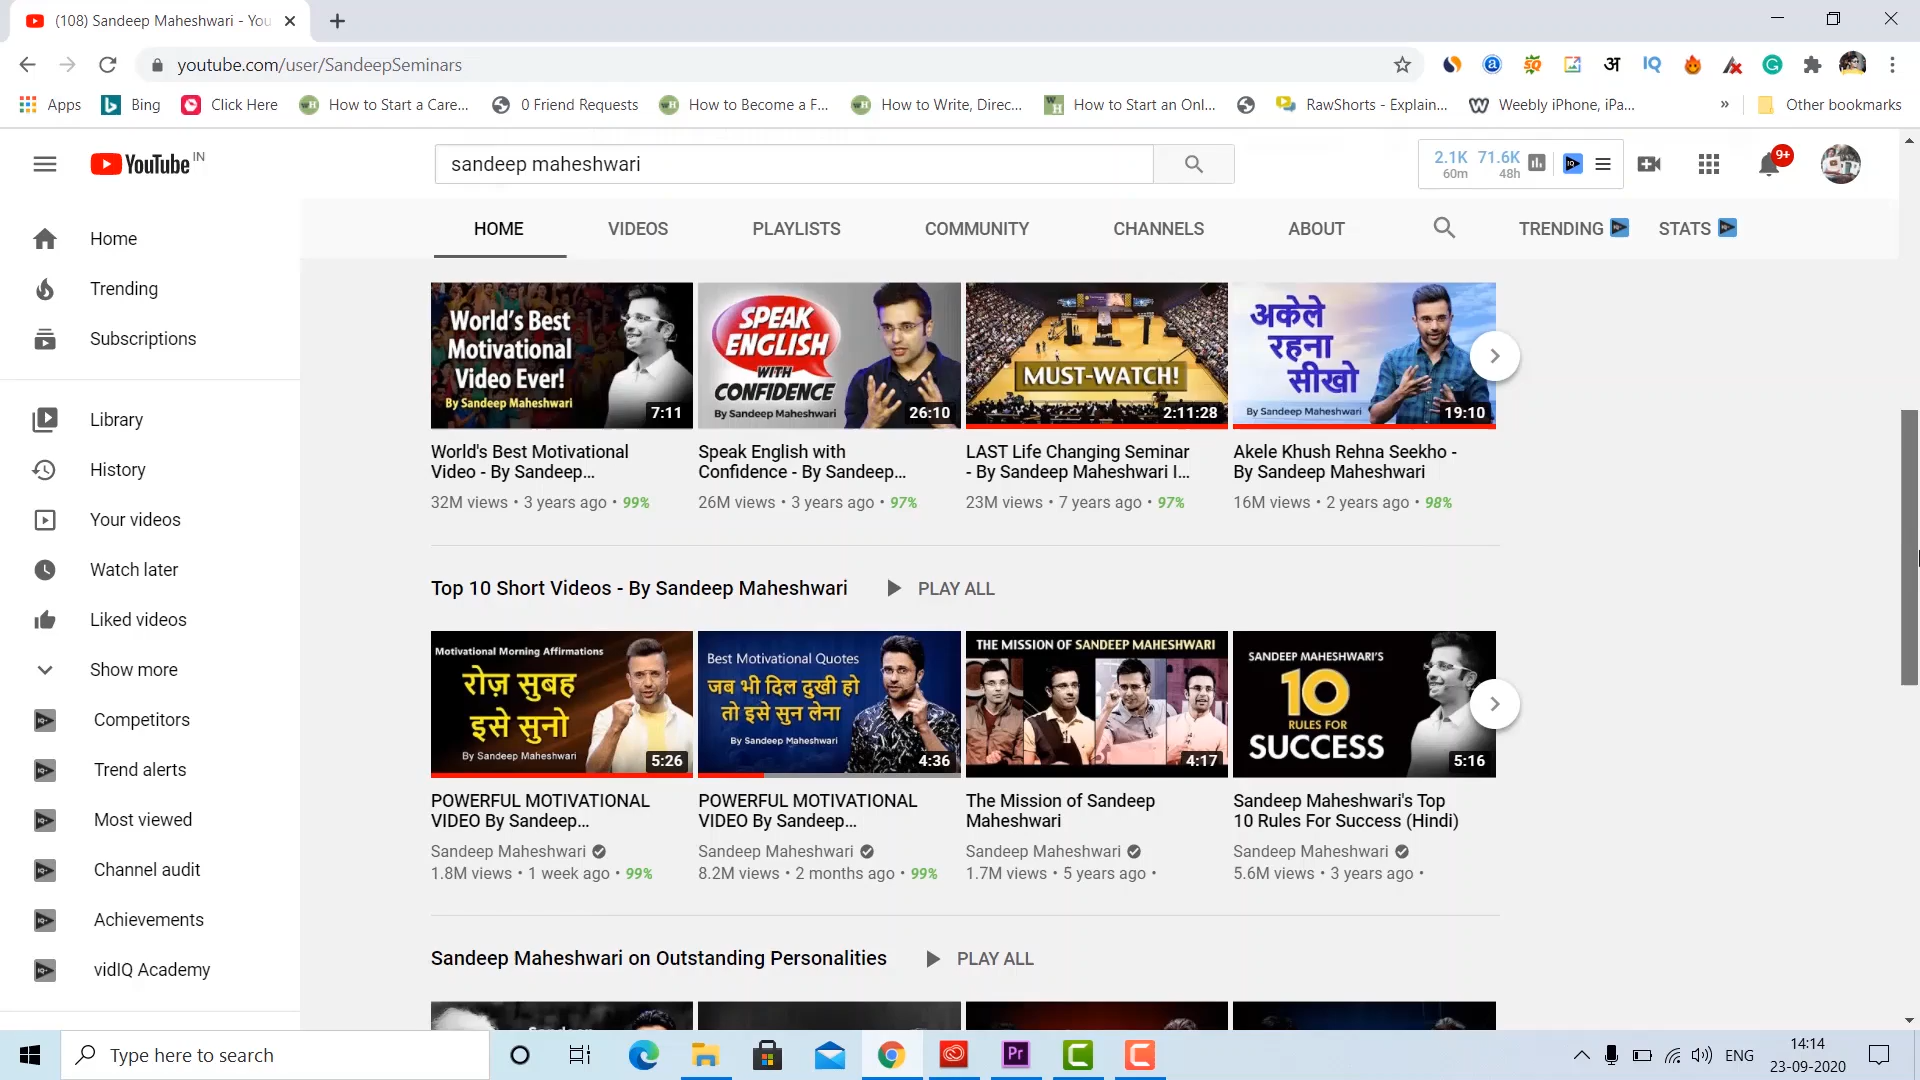 (108) Sandeep Maheshwari - You
youtube.com/user/SandeepSeminars
Apps
Bing
Click Here
How to Start a Care...
0 Friend Requests
How to Become a F...
How to Write, Direc...
How to Start an Onl...
RawShorts - Explain...
Weebly iPhone, iPa...
»
Other bookmarks
YouTube IN
sandeep maheshwari
2.1K 71.6K
60m 48h
9+
HOME
VIDEOS
PLAYLISTS
COMMUNITY
CHANNELS
ABOUT
TRENDING
STATS
Home
Trending
Subscriptions
Library
History
Your videos
Watch later
Liked videos
Show more
Competitors
Trend alerts
Most viewed
Channel audit
Achievements
vidIQ Academy
World's Best
Motivational
Video Ever!
By Sandeep Maheshwari
7:11
World's Best Motivational
Video - By Sandeep...
32M views • 3 years ago • 99%
SPEAK
ENGLISH
WITH
CONFIDENCE
By Sandeep Maheshwari
26:10
Speak English with
Confidence - By Sandeep...
26M views • 3 years ago • 97%
MUST-WATCH!
2:11:28
LAST Life Changing Seminar
- By Sandeep Maheshwari I...
23M views • 7 years ago • 97%
अकेले
रहना
सीखो
By Sandeep Maheshwari
19:10
Akele Khush Rehna Seekho -
By Sandeep Maheshwari
16M views • 2 years ago • 98%
Top 10 Short Videos - By Sandeep Maheshwari
PLAY ALL
Motivational Morning Affirmations
रोज़ सुबह
इसे सुनो
By Sandeep Maheshwari
5:26
POWERFUL MOTIVATIONAL
VIDEO By Sandeep...
Sandeep Maheshwari
1.8M views • 1 week ago • 99%
Best Motivational Quotes
जब भी दिल दुखी हो
तो इसे सुन लेना
By Sandeep Maheshwari
4:36
POWERFUL MOTIVATIONAL
VIDEO By Sandeep...
Sandeep Maheshwari
8.2M views • 2 months ago • 99%
THE MISSION OF SANDEEP MAHESHWARI
4:17
The Mission of Sandeep
Maheshwari
Sandeep Maheshwari
1.7M views • 5 years ago •
SANDEEP MAHESHWARI'S
10
RULES FOR
SUCCESS
5:16
Sandeep Maheshwari's Top
10 Rules For Success (Hindi)
Sandeep Maheshwari
5.6M views • 3 years ago •
Sandeep Maheshwari on Outstanding Personalities
PLAY ALL
Type here to search
Pr
ENG
14:14
23-09-2020